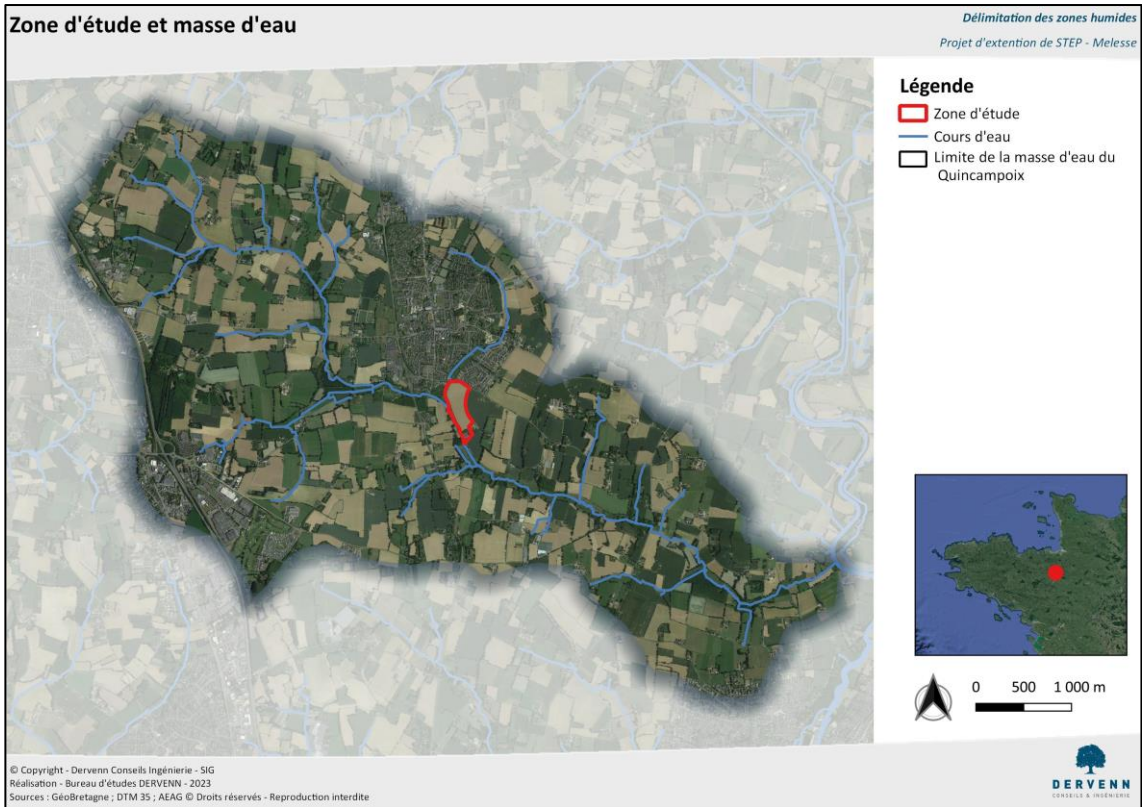 Zone d'étude et masse d'eau
Délimitation des zones humides
Projet d'extention de STEP - Melesse
Légende
Zone d'étude
Cours d'eau
Limite de la masse d'eau du
Quincampoix
0 500 1 000 m
© Copyright - Dervenn Conseils Ingénierie - SIG
Réalisation - Bureau d'études DERVENN - 2023
Sources : GéoBretagne ; DTM 35 ; AEAG © Droits réservés - Reproduction interdite
DERVENN
CONSEILS & INGÉNIERIE